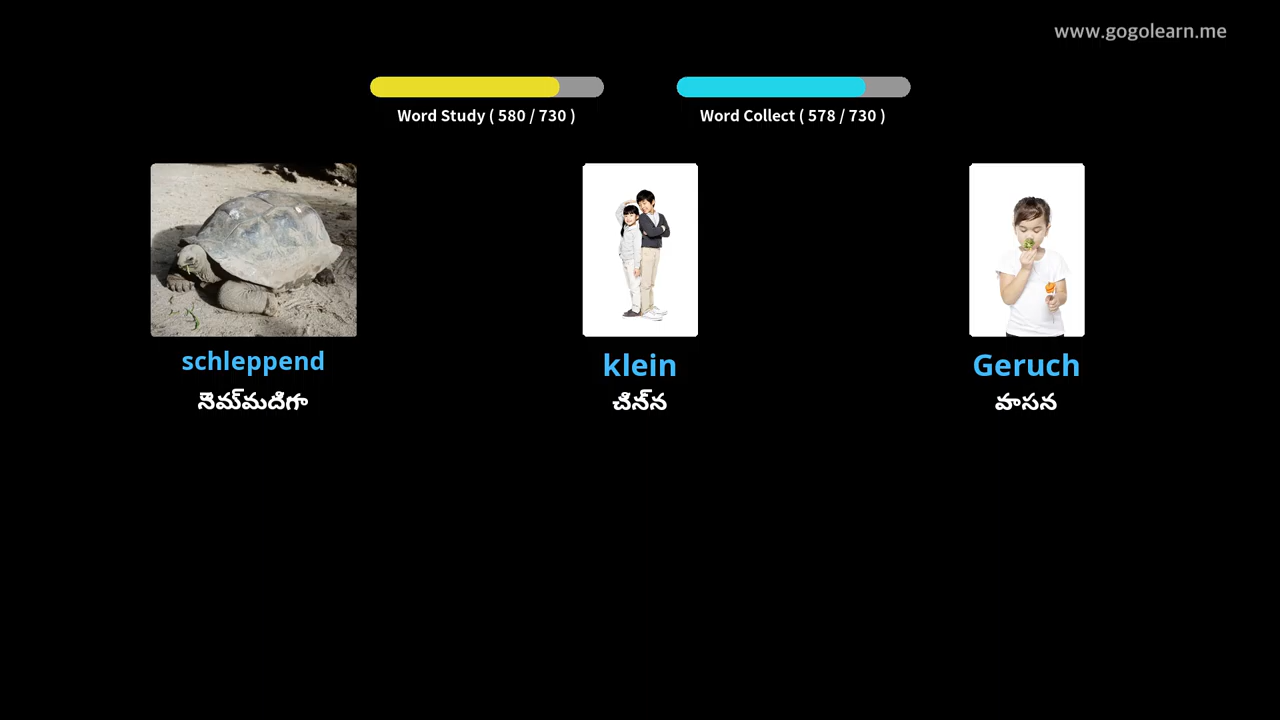 www.gogolearn.me
Word Study ( 580 / 730 )
Word Collect ( 578 / 730 )
schleppend
klein
Geruch
నెమ్మదిగా
చిన్న
వాసన